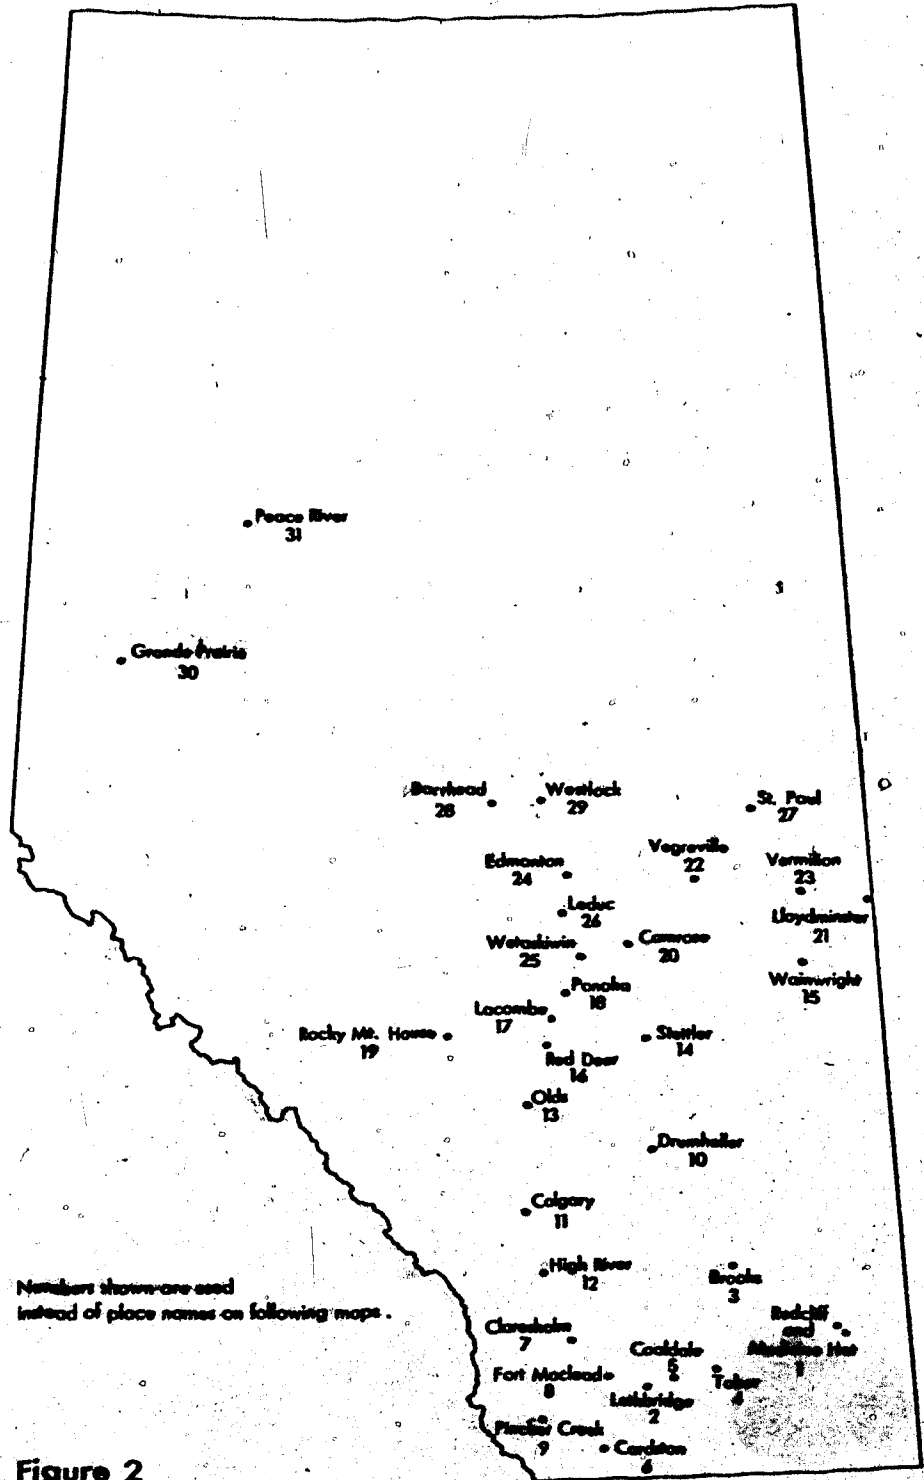 Peace River
31
Grande Prairie
30
Barrhead
28
Westlock
29
St. Paul
27
Vegreville
22
Vermilion
23
Edmonton
24
Leduc
26
Lloydminster
21
Wetaskiwin
25
Camrose
20
Wainwright
15
Ponoka
18
Lacombe
17
Rocky Mt. House
19
Stettler
14
Red Deer
16
Olds
13
Drumheller
10
Calgary
11
High River
12
Brooks
3
Numbers shown are used
instead of place names on following maps .
Redcliff
and
Medicine Hat
1
Claresholm
7
Coaldale
5
Fort Macleod
8
Taber
4
Lethbridge
2
Pincher Creek
9
Cardston
6
Figure 2